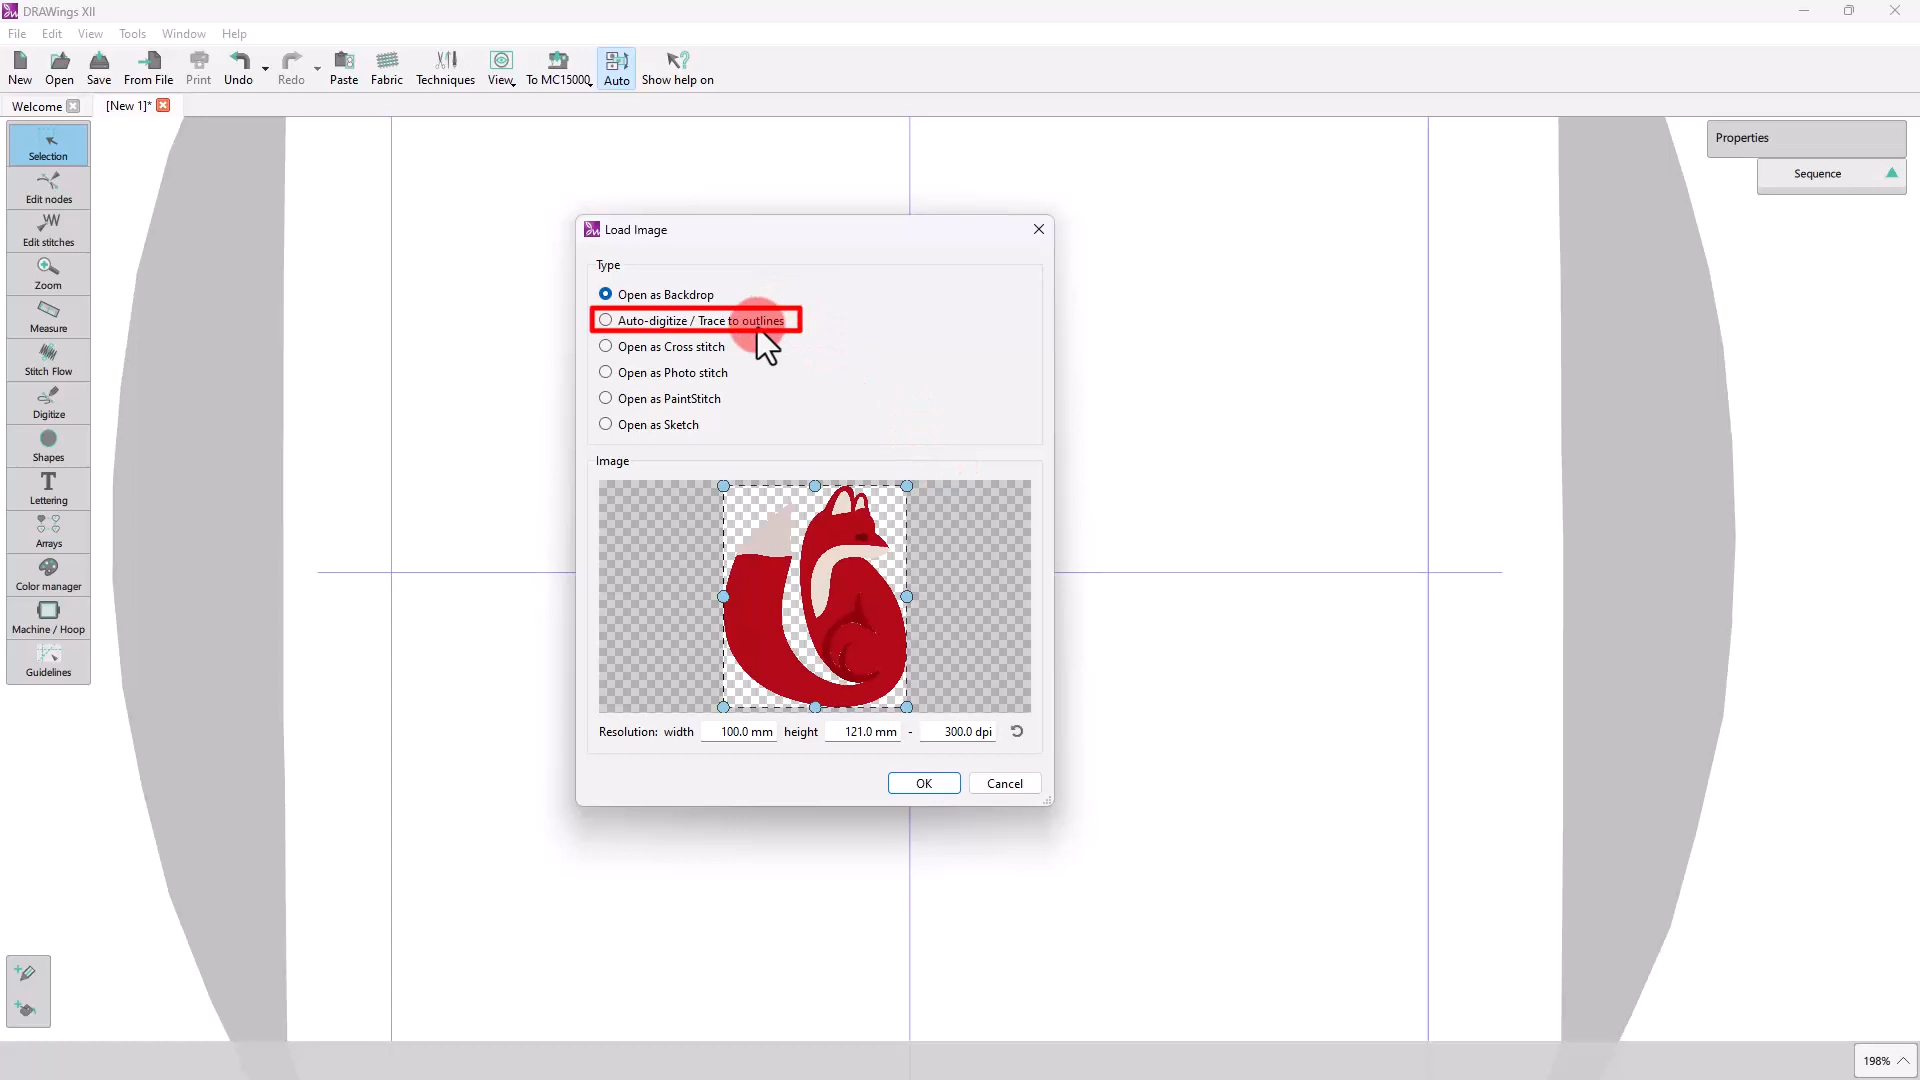 DRAWings XII
File Edit View Tools Window Help
New Open Save From File Print Undo Redo Paste Fabric Techniques View To MC15000 Auto Show help on
Welcome [New 1]*
Selection
Edit nodes
Edit stitches
Zoom
Measure
Stitch Flow
Digitize
Shapes
Lettering
Arrays
Color manager
Machine / Hoop
Guidelines
Properties
Sequence
Load Image
Type
Open as Backdrop
Auto-digitize / Trace to outlines
Open as Cross stitch
Open as Photo stitch
Open as PaintStitch
Open as Sketch
Image
Resolution: width 100.0 mm height 121.0 mm - 300.0 dpi
OK Cancel
198%